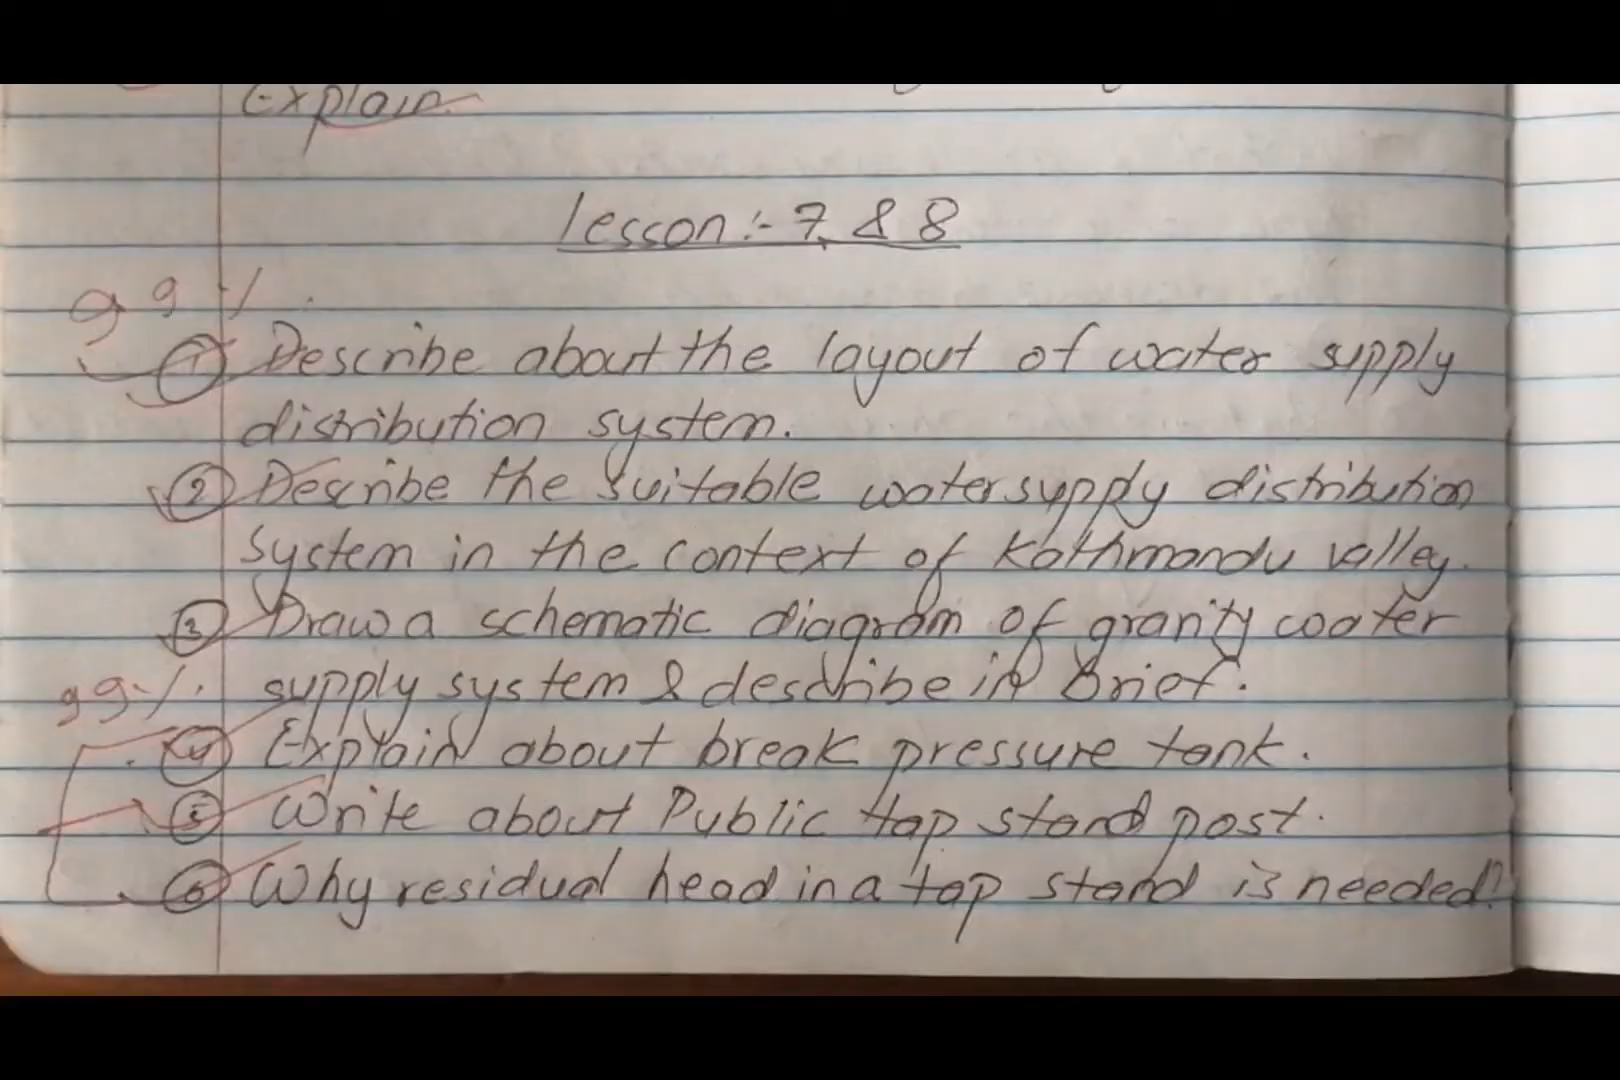 Explain
lesson :- 7, & 8
99 %.
① Describe about the layout of water supply
distribution system.
② Describe the suitable water supply distribution
system in the context of Kathmandu valley.
③ Draw a schematic diagram of gravity water
99%. supply system & describe in Brief.
④ Explain about break pressure tank.
⑤ Write about Public tap stand post.
⑥ Why residual head in a tap stand is needed?